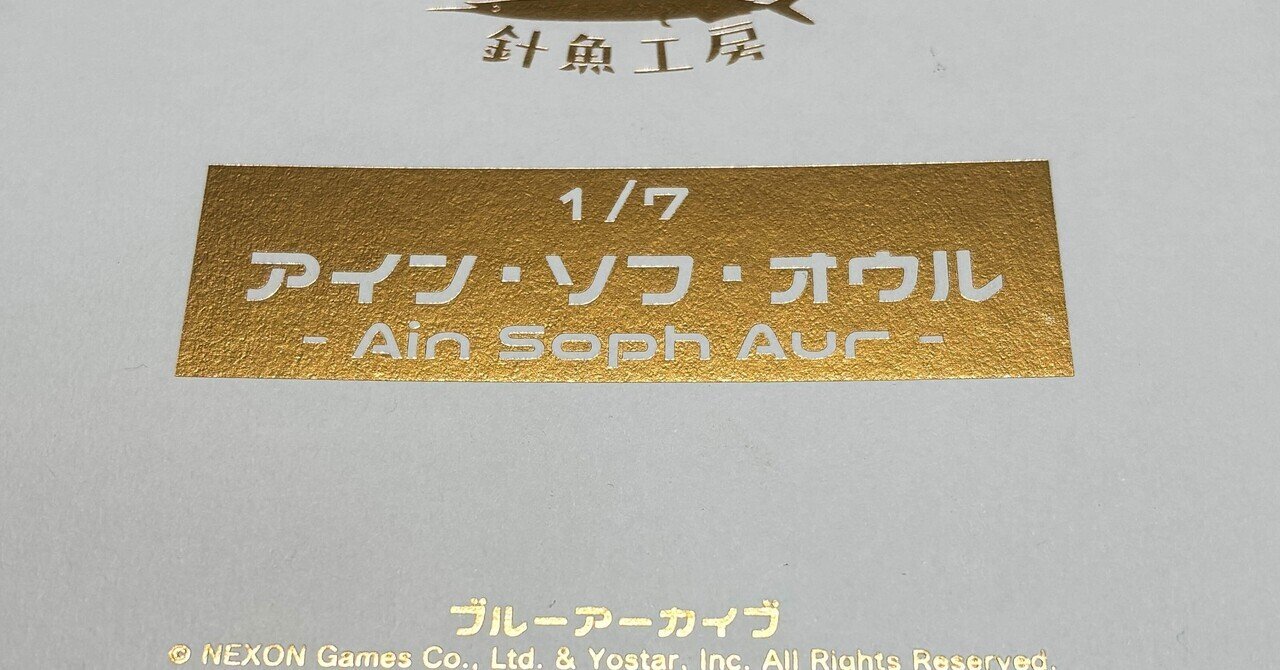 針魚工房
1/7
アイン・ソフ・オウル
- Ain Soph Aur -
ブルーアーカイブ
© NEXON Games Co., Ltd. & Yostar, Inc. All Rights Reserved.